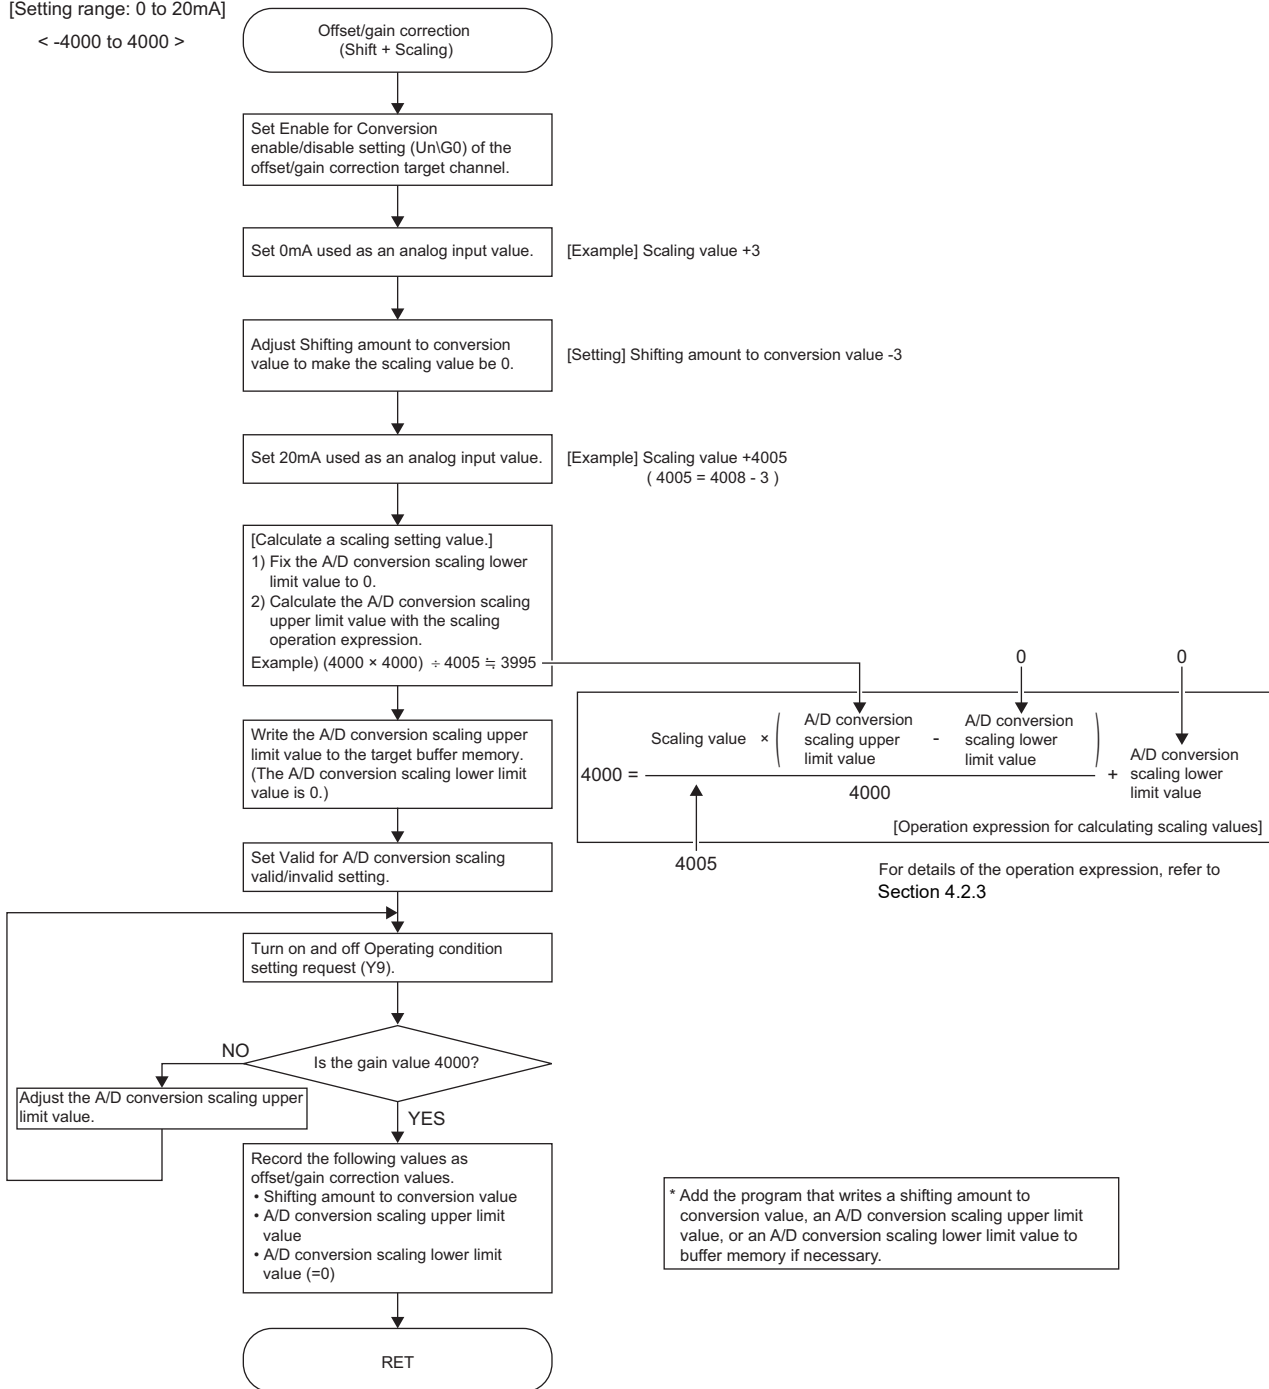 [Setting range: 0 to 20mA]
< -4000 to 4000 >
Offset/gain correction
(Shift + Scaling)
Set Enable for Conversion
enable/disable setting (Un\G0) of the
offset/gain correction target channel.
Set 0mA used as an analog input value.
[Example] Scaling value +3
Adjust Shifting amount to conversion
value to make the scaling value be 0.
[Setting] Shifting amount to conversion value -3
Set 20mA used as an analog input value.
[Example] Scaling value +4005
( 4005 = 4008 - 3 )
[Calculate a scaling setting value.]
1) Fix the A/D conversion scaling lower
limit value to 0.
2) Calculate the A/D conversion scaling
upper limit value with the scaling
operation expression.
Example) (4000 × 4000) ÷ 4005 ≒ 3995
0
0
4000 =
Scaling value ×
(
A/D conversion
scaling upper
limit value
-
A/D conversion
scaling lower
limit value
)
4000
+
A/D conversion
scaling lower
limit value
[Operation expression for calculating scaling values]
4005
For details of the operation expression, refer to
Section 4.2.3
Write the A/D conversion scaling upper
limit value to the target buffer memory.
(The A/D conversion scaling lower limit
value is 0.)
Set Valid for A/D conversion scaling
valid/invalid setting.
Turn on and off Operating condition
setting request (Y9).
Is the gain value 4000?
NO
Adjust the A/D conversion scaling upper
limit value.
YES
Record the following values as
offset/gain correction values.
• Shifting amount to conversion value
• A/D conversion scaling upper limit
value
• A/D conversion scaling lower limit
value (=0)
* Add the program that writes a shifting amount to
conversion value, an A/D conversion scaling upper limit
value, or an A/D conversion scaling lower limit value to
buffer memory if necessary.
RET